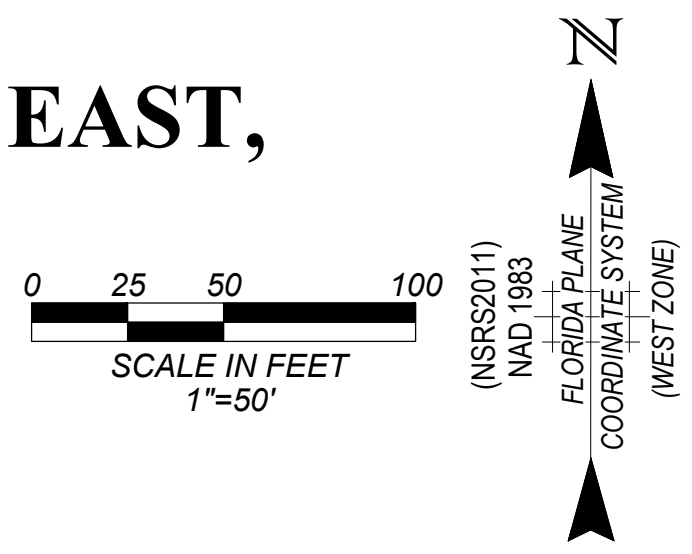 N
EAST,
0 25 50 100
SCALE IN FEET
1"=50'
(NSRS2011)
NAD 1983
FLORIDA PLANE
COORDINATE SYSTEM
(WEST ZONE)